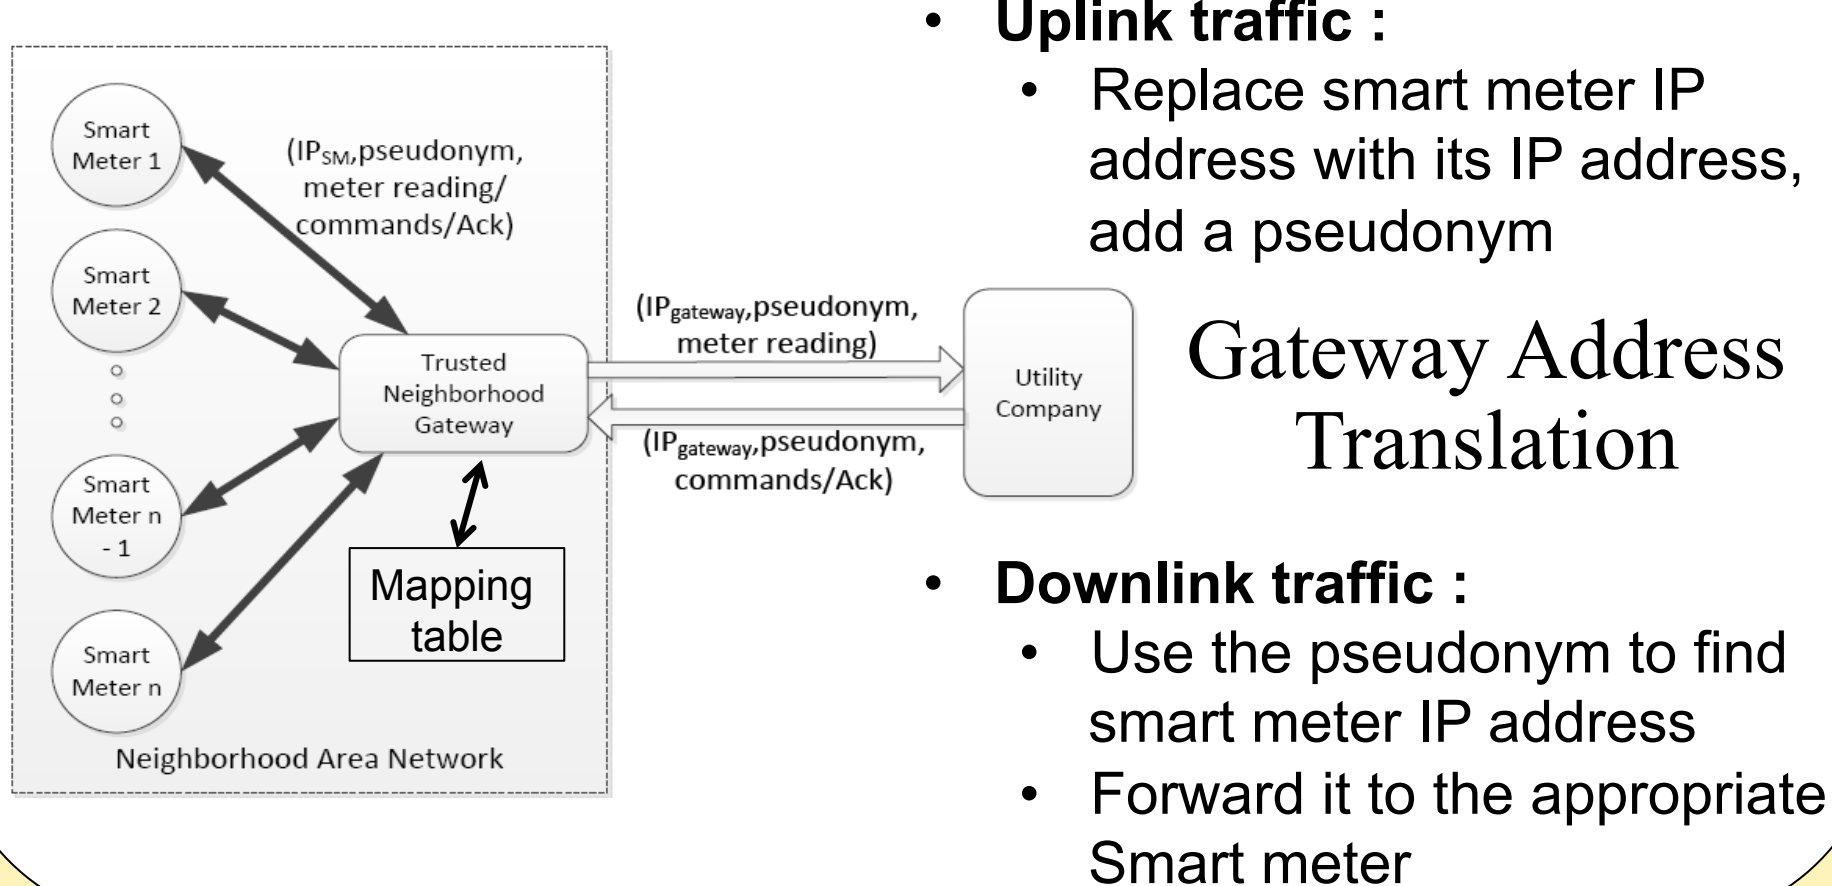 Smart
Meter 1
(IPSM,pseudonym,
meter reading/
commands/Ack)
Smart
Meter 2
Trusted
Neighborhood
Gateway
Smart
Meter n
- 1
Mapping
table
Smart
Meter n
Neighborhood Area Network
(IPgateway,pseudonym,
meter reading)
(IPgateway,pseudonym,
commands/Ack)
Utility
Company
• Uplink traffic :
• Replace smart meter IP
address with its IP address,
add a pseudonym
Gateway Address
Translation
• Downlink traffic :
• Use the pseudonym to find
smart meter IP address
• Forward it to the appropriate
Smart meter